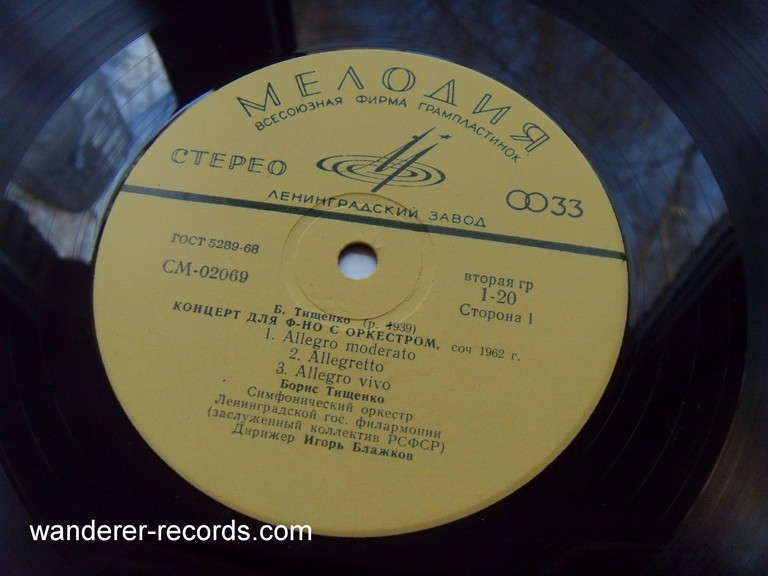 МЕЛОДИЯ
ВСЕСОЮЗНАЯ ФИРМА ГРАМПЛАСТИНОК
СТЕРЕО
33
ЛЕНИНГРАДСКИЙ ЗАВОД
ГОСТ 5289-68
СМ-02069
вторая гр
1-20
Сторона 1
Б. Тищенко (р. 1939)
КОНЦЕРТ ДЛЯ Ф-НО С ОРКЕСТРОМ, соч 1962 г.
1. Allegro moderato
2. Allegretto
3. Allegro vivo
Борис Тищенко
Симфонический оркестр
Ленинградской гос. филармонии
(заслуженный коллектив РСФСР)
Дирижер Игорь Блажков
wanderer-records.com